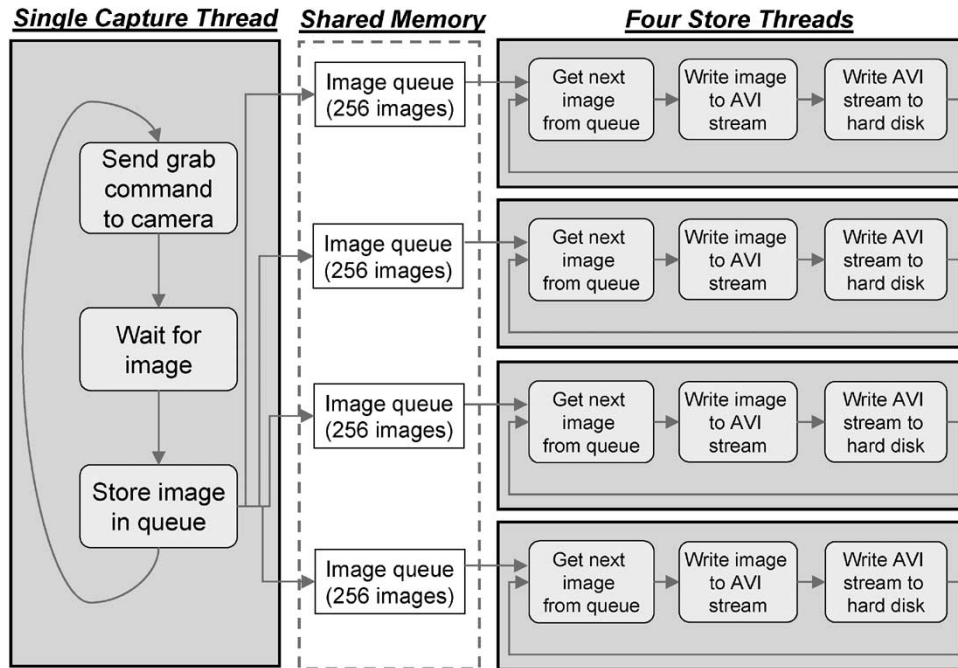 Single Capture Thread
Shared Memory
Four Store Threads
Send grab
command
to camera
Wait for
image
Store image
in queue
Image queue
(256 images)
Image queue
(256 images)
Image queue
(256 images)
Image queue
(256 images)
Get next
image
from queue
Write image
to AVI
stream
Write AVI
stream to
hard disk
Get next
image
from queue
Write image
to AVI
stream
Write AVI
stream to
hard disk
Get next
image
from queue
Write image
to AVI
stream
Write AVI
stream to
hard disk
Get next
image
from queue
Write image
to AVI
stream
Write AVI
stream to
hard disk